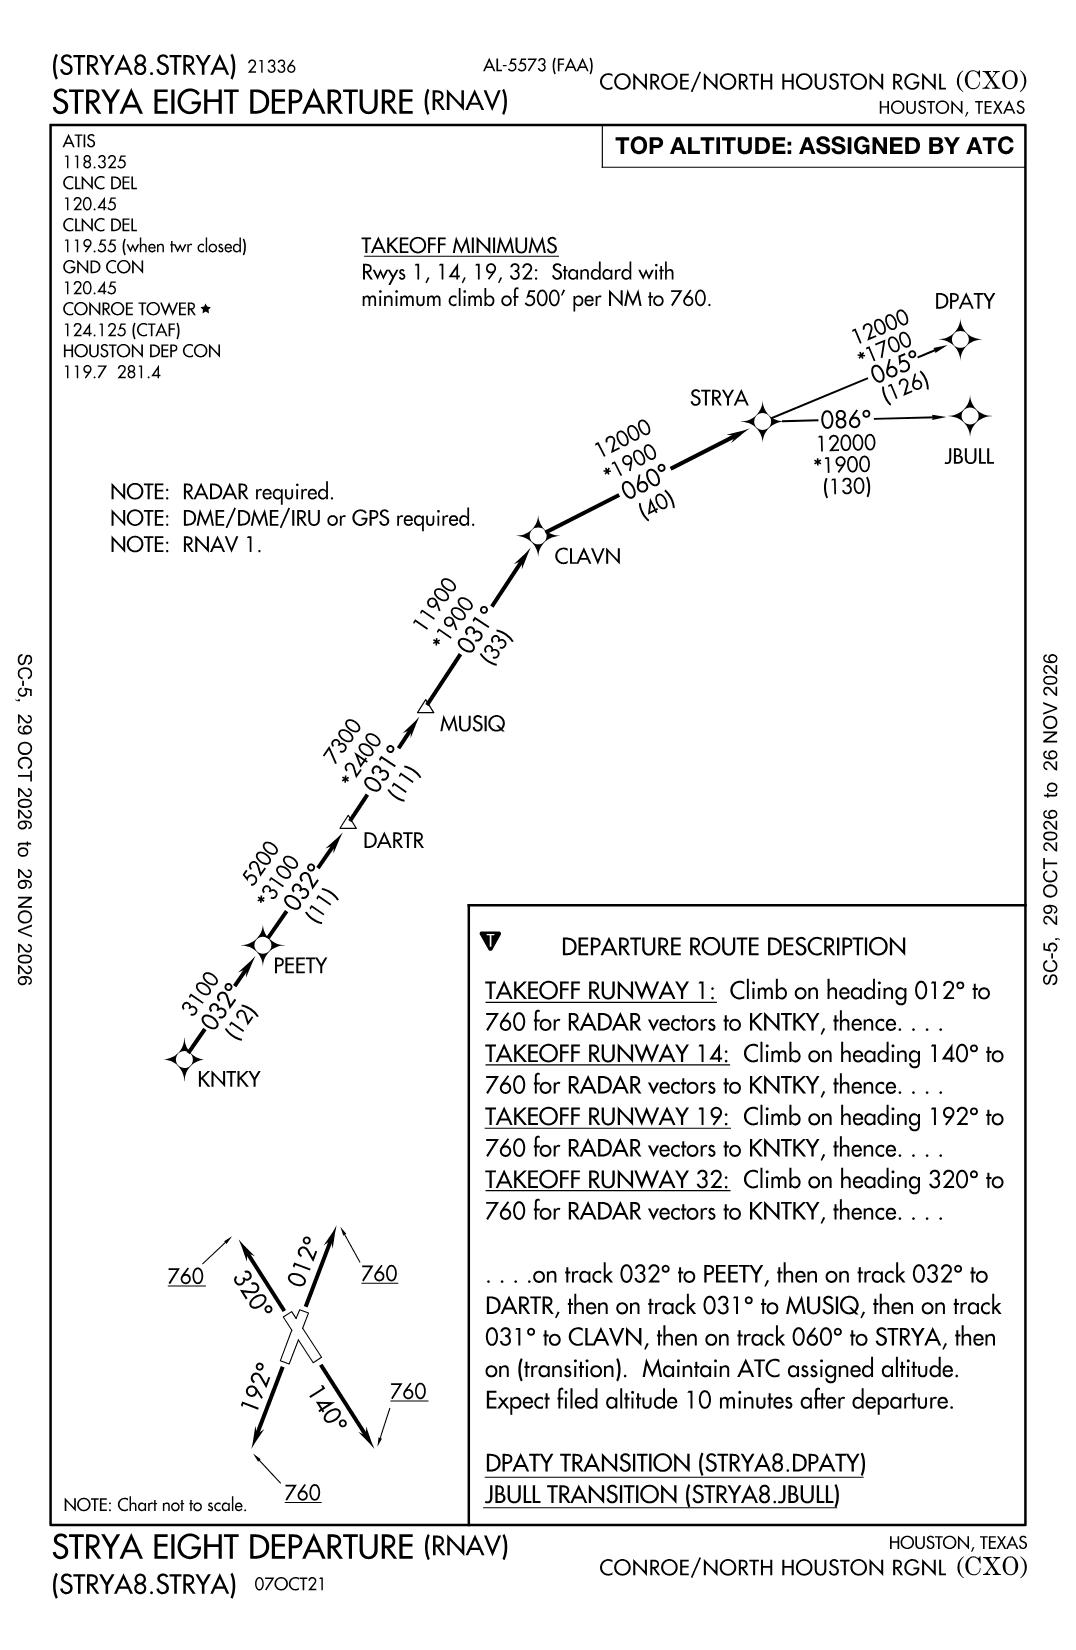 (STRYA8.STRYA) 21336
AL-5573 (FAA)
CONROE/NORTH HOUSTON RGNL (CXO)
STRYA EIGHT DEPARTURE (RNAV)
HOUSTON, TEXAS
TOP ALTITUDE: ASSIGNED BY ATC
ATIS
118.325
CLNC DEL
120.45
CLNC DEL
119.55 (when twr closed)
GND CON
120.45
CONROE TOWER ★
124.125 (CTAF)
HOUSTON DEP CON
119.7 281.4
TAKEOFF MINIMUMS
Rwys 1, 14, 19, 32: Standard with
minimum climb of 500’ per NM to 760.
DPATY
12000
*1700
065°
(126)
STRYA
086°
12000
*1900
(130)
JBULL
12000
*1900
060°
(40)
NOTE: RADAR required.
NOTE: DME/DME/IRU or GPS required.
NOTE: RNAV 1.
CLAVN
11900
*1900
031°
(33)
MUSIQ
7300
*2400
031°
(11)
DARTR
5200
*3100
032°
(11)
PEETY
3100
032°
(12)
KNTKY
SC-5, 29 OCT 2026 to 26 NOV 2026
SC-5, 29 OCT 2026 to 26 NOV 2026
T
DEPARTURE ROUTE DESCRIPTION
TAKEOFF RUNWAY 1: Climb on heading 012° to
760 for RADAR vectors to KNTKY, thence. . . .
TAKEOFF RUNWAY 14: Climb on heading 140° to
760 for RADAR vectors to KNTKY, thence. . . .
TAKEOFF RUNWAY 19: Climb on heading 192° to
760 for RADAR vectors to KNTKY, thence. . . .
TAKEOFF RUNWAY 32: Climb on heading 320° to
760 for RADAR vectors to KNTKY, thence. . . .
. . . .on track 032° to PEETY, then on track 032° to
DARTR, then on track 031° to MUSIQ, then on track
031° to CLAVN, then on track 060° to STRYA, then
on (transition). Maintain ATC assigned altitude.
Expect filed altitude 10 minutes after departure.
DPATY TRANSITION (STRYA8.DPATY)
JBULL TRANSITION (STRYA8.JBULL)
760
320°
012°
760
192°
140°
760
760
NOTE: Chart not to scale.
STRYA EIGHT DEPARTURE (RNAV)
HOUSTON, TEXAS
CONROE/NORTH HOUSTON RGNL (CXO)
(STRYA8.STRYA) 07OCT21